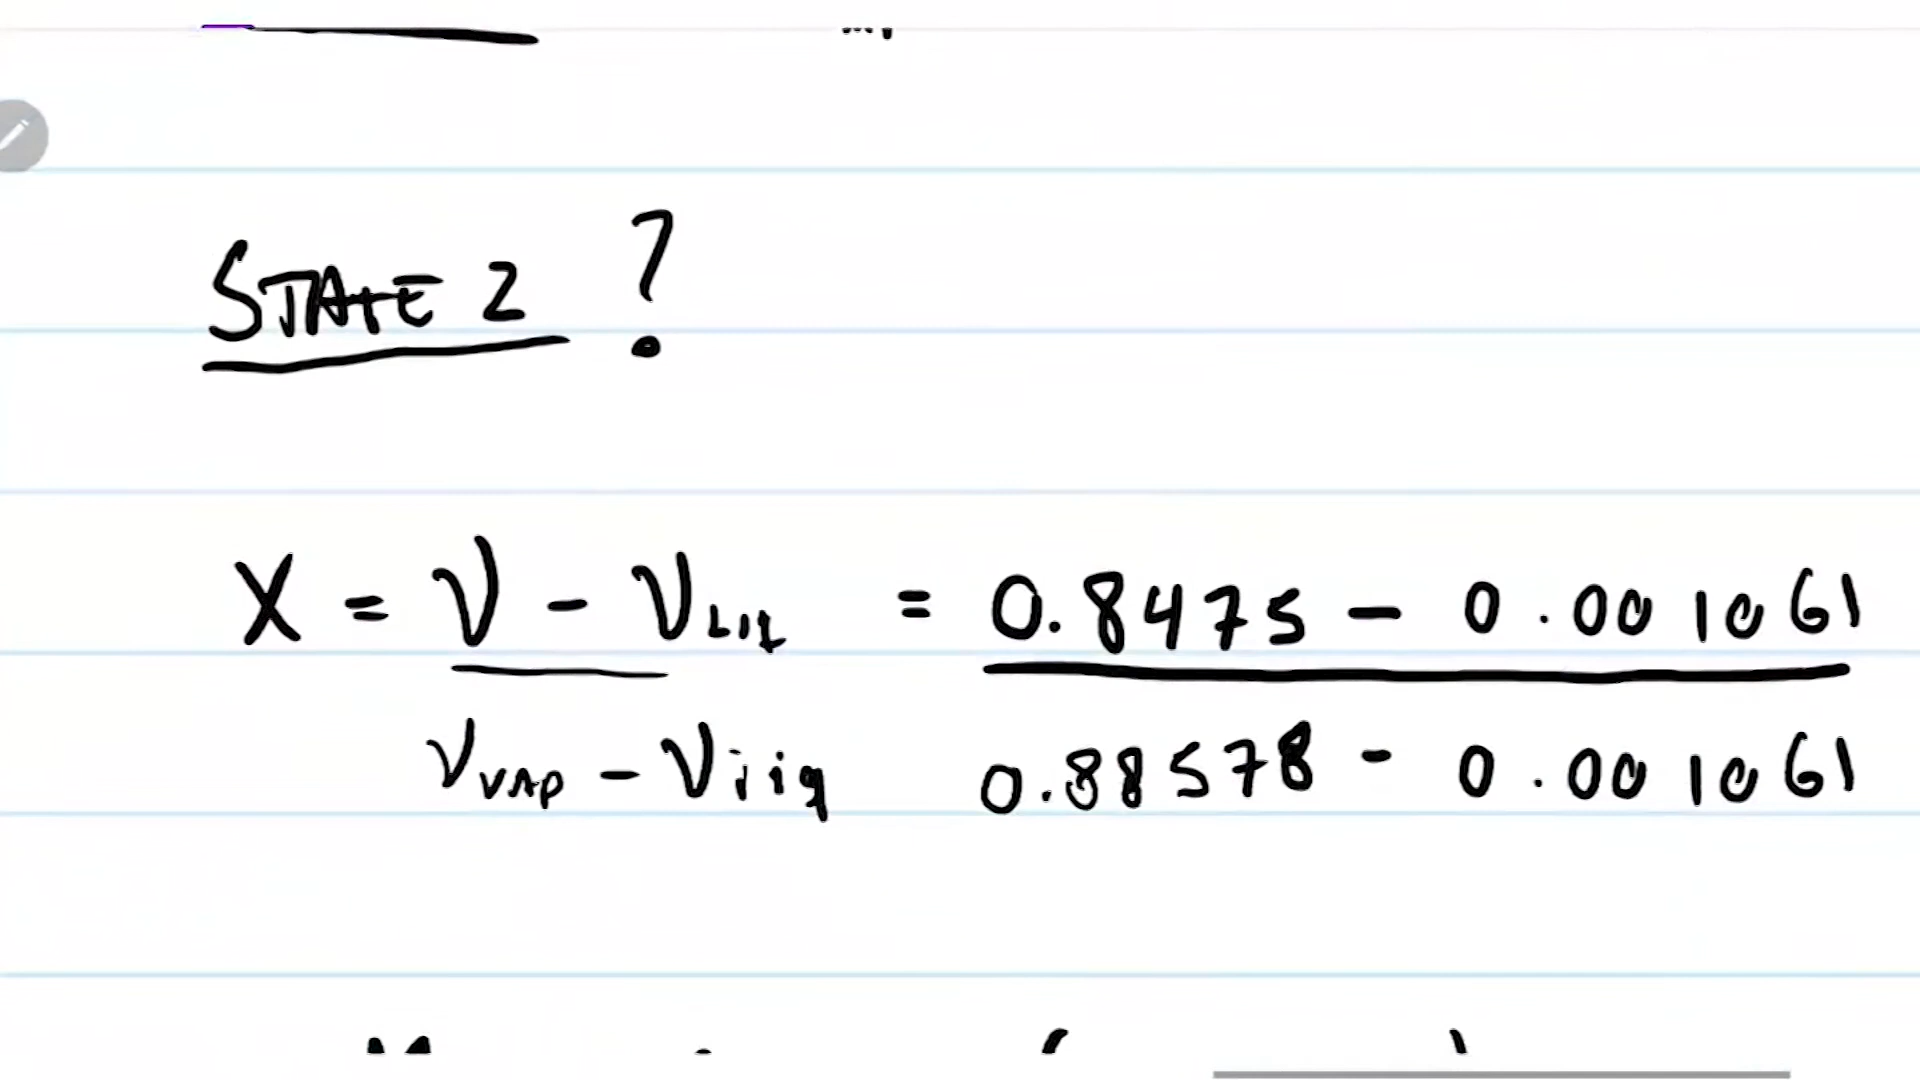 STATE 2 ?
X = V - VLiq = 0.8475 - 0.001061
VVAP - Vliq 0.88578 - 0.001061